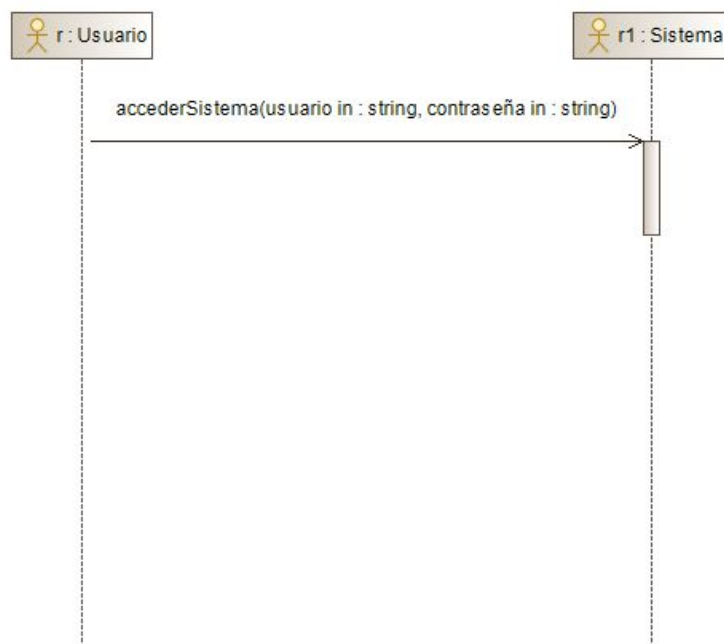 r : Usuario
r1 : Sistema
accederSistema(usuario in : string, contraseña in : string)